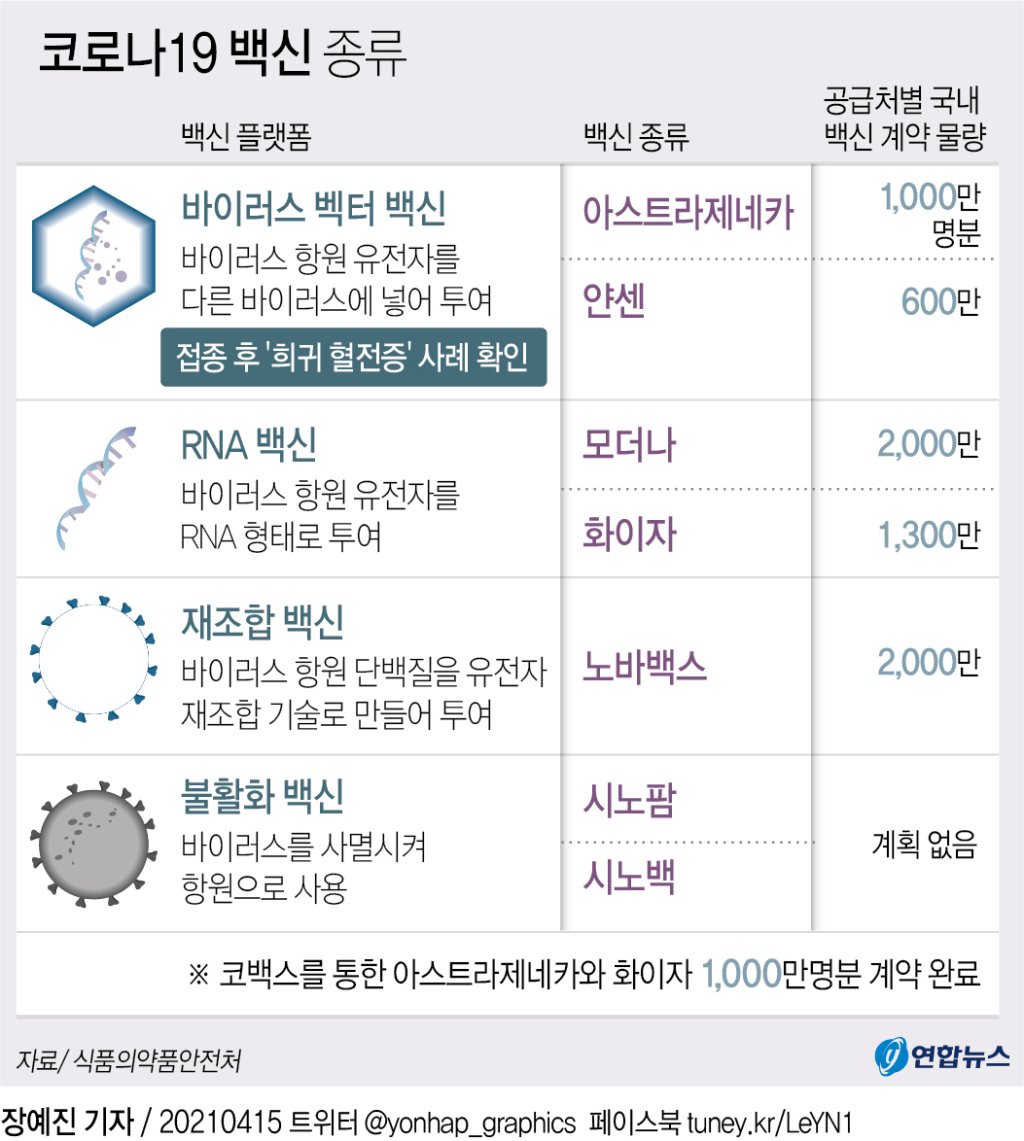 코로나19 백신 종류
백신 플랫폼
백신 종류
공급처별 국내
백신 계약 물량
바이러스 벡터 백신
바이러스 항원 유전자를
다른 바이러스에 넣어 투여
접종 후 '희귀 혈전증' 사례 확인
아스트라제네카
1,000만
명분
얀센
600만
RNA 백신
바이러스 항원 유전자를
RNA 형태로 투여
모더나
2,000만
화이자
1,300만
재조합 백신
바이러스 항원 단백질을 유전자
재조합 기술로 만들어 투여
노바백스
2,000만
불활화 백신
바이러스를 사멸시켜
항원으로 사용
시노팜
시노백
계획 없음
※ 코백스를 통한 아스트라제네카와 화이자 1,000만명분 계약 완료
자료/ 식품의약품안전처
연합뉴스
장예진 기자 / 20210415 트위터 @yonhap_graphics 페이스북 tuney.kr/LeYN1